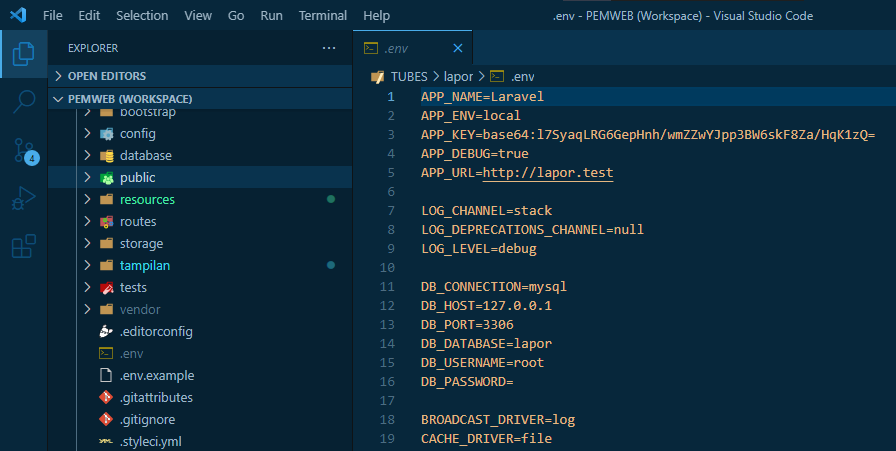 File Edit Selection View Go Run Terminal Help .env - PEMWEB (Workspace) - Visual Studio Code
EXPLORER
OPEN EDITORS
PEMWEB (WORKSPACE)
bootstrap
config
database
public
resources
routes
storage
tampilan
tests
vendor
.editorconfig
.env
.env.example
.gitattributes
.gitignore
YAML .styleci.yml
4
.env
TUBES > lapor > .env
1 APP_NAME=Laravel
2 APP_ENV=local
3 APP_KEY=base64:l7SyaqLRG6GepHnh/wmZZwYJpp3BW6skF8Za/HqK1zQ=
4 APP_DEBUG=true
5 APP_URL=http://lapor.test
6
7 LOG_CHANNEL=stack
8 LOG_DEPRECATIONS_CHANNEL=null
9 LOG_LEVEL=debug
10
11 DB_CONNECTION=mysql
12 DB_HOST=127.0.0.1
13 DB_PORT=3306
14 DB_DATABASE=lapor
15 DB_USERNAME=root
16 DB_PASSWORD=
17
18 BROADCAST_DRIVER=log
19 CACHE_DRIVER=file